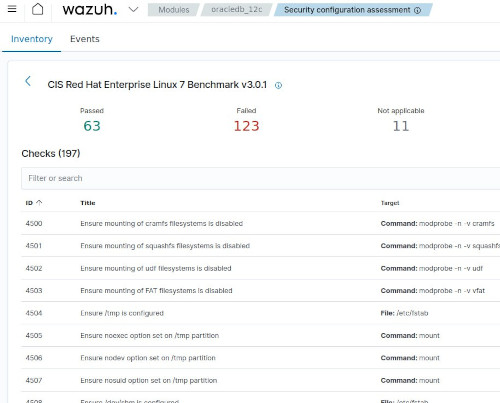 wazuh. Modules oracledb_12c Security configuration assessment
Inventory Events
CIS Red Hat Enterprise Linux 7 Benchmark v3.0.1
Passed Failed Not applicable
63 123 11
Checks (197)
Filter or search
ID Title Target
4500 Ensure mounting of cramfs filesystems is disabled Command: modprobe -n -v cramfs
4501 Ensure mounting of squashfs filesystems is disabled Command: modprobe -n -v squashfs
4502 Ensure mounting of udf filesystems is disabled Command: modprobe -n -v udf
4503 Ensure mounting of FAT filesystems is disabled Command: modprobe -n -v vfat
4504 Ensure /tmp is configured File: /etc/fstab
4505 Ensure noexec option set on /tmp partition Command: mount
4506 Ensure nodev option set on /tmp partition Command: mount
4507 Ensure nosuid option set on /tmp partition Command: mount
4508 Ensure /dev/shm is configured File: /etc/fstab